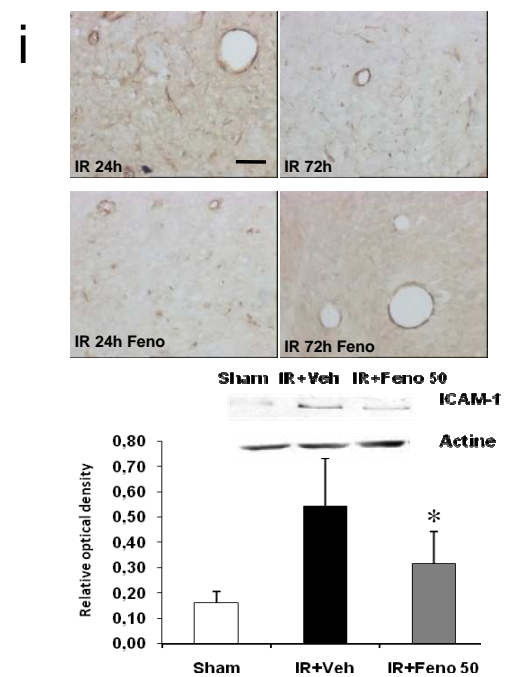 i
IR 24h
IR 72h
IR 24h Feno
IR 72h Feno
Sham IR+Veh IR+Feno 50
ICAM-1
Actine
Relative optical density
0,80
0,70
0,60
0,50
0,40
0,30
0,20
0,10
0,00
*
Sham IR+Veh IR+Feno 50